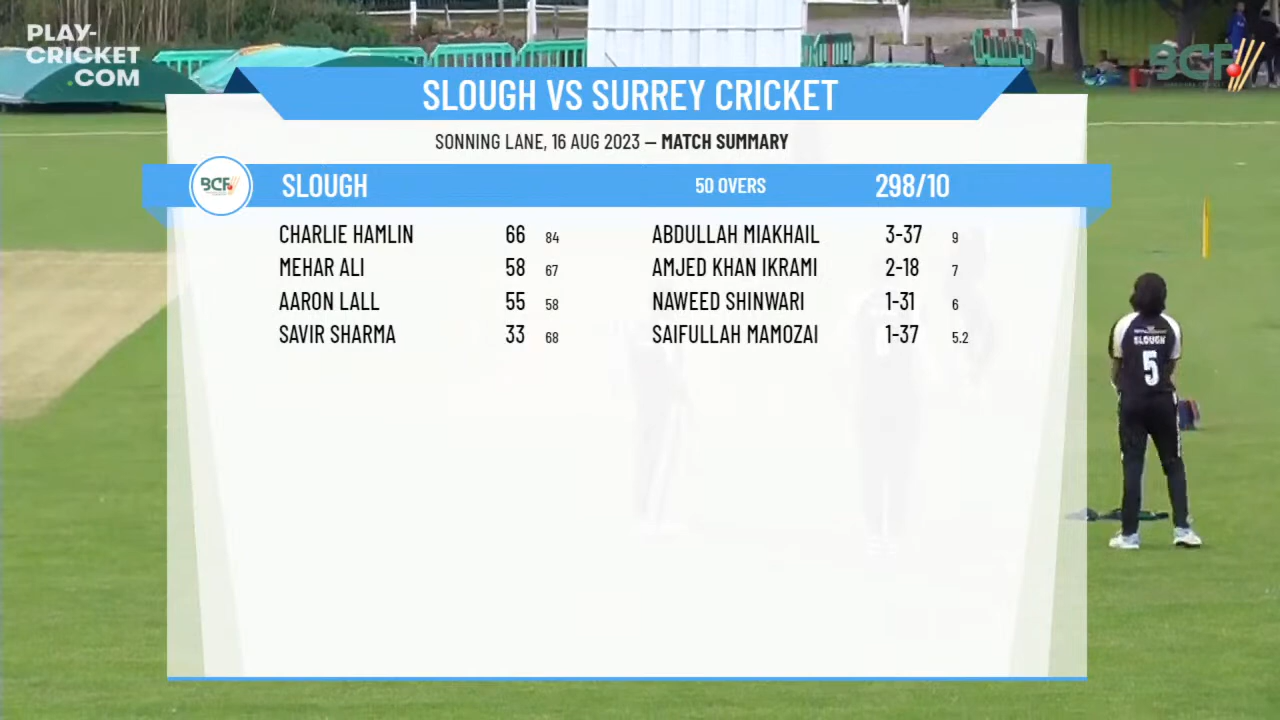 PLAY-
CRICKET
.COM
BCF
SLOUGH VS SURREY CRICKET
SONNING LANE, 16 AUG 2023 – MATCH SUMMARY
BCF SLOUGH 50 OVERS 298/10
CHARLIE HAMLIN 66 84 ABDULLAH MIAKHAIL 3-37 9
MEHAR ALI 58 67 AMJED KHAN IKRAMI 2-18 7
AARON LALL 55 58 NAWEED SHINWARI 1-31 6
SAVIR SHARMA 33 68 SAIFULLAH MAMOZAI 1-37 5.2
SLOUGH
5